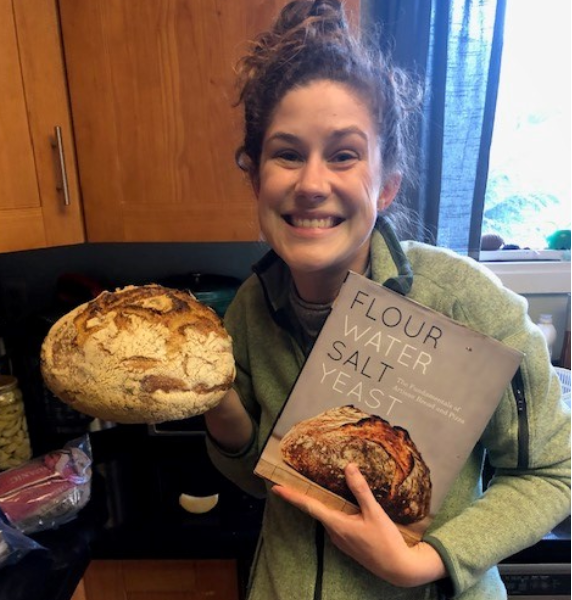 FLOUR
WATER
SALT
YEAST
The Fundamentals of
Artisan Bread and Pizza